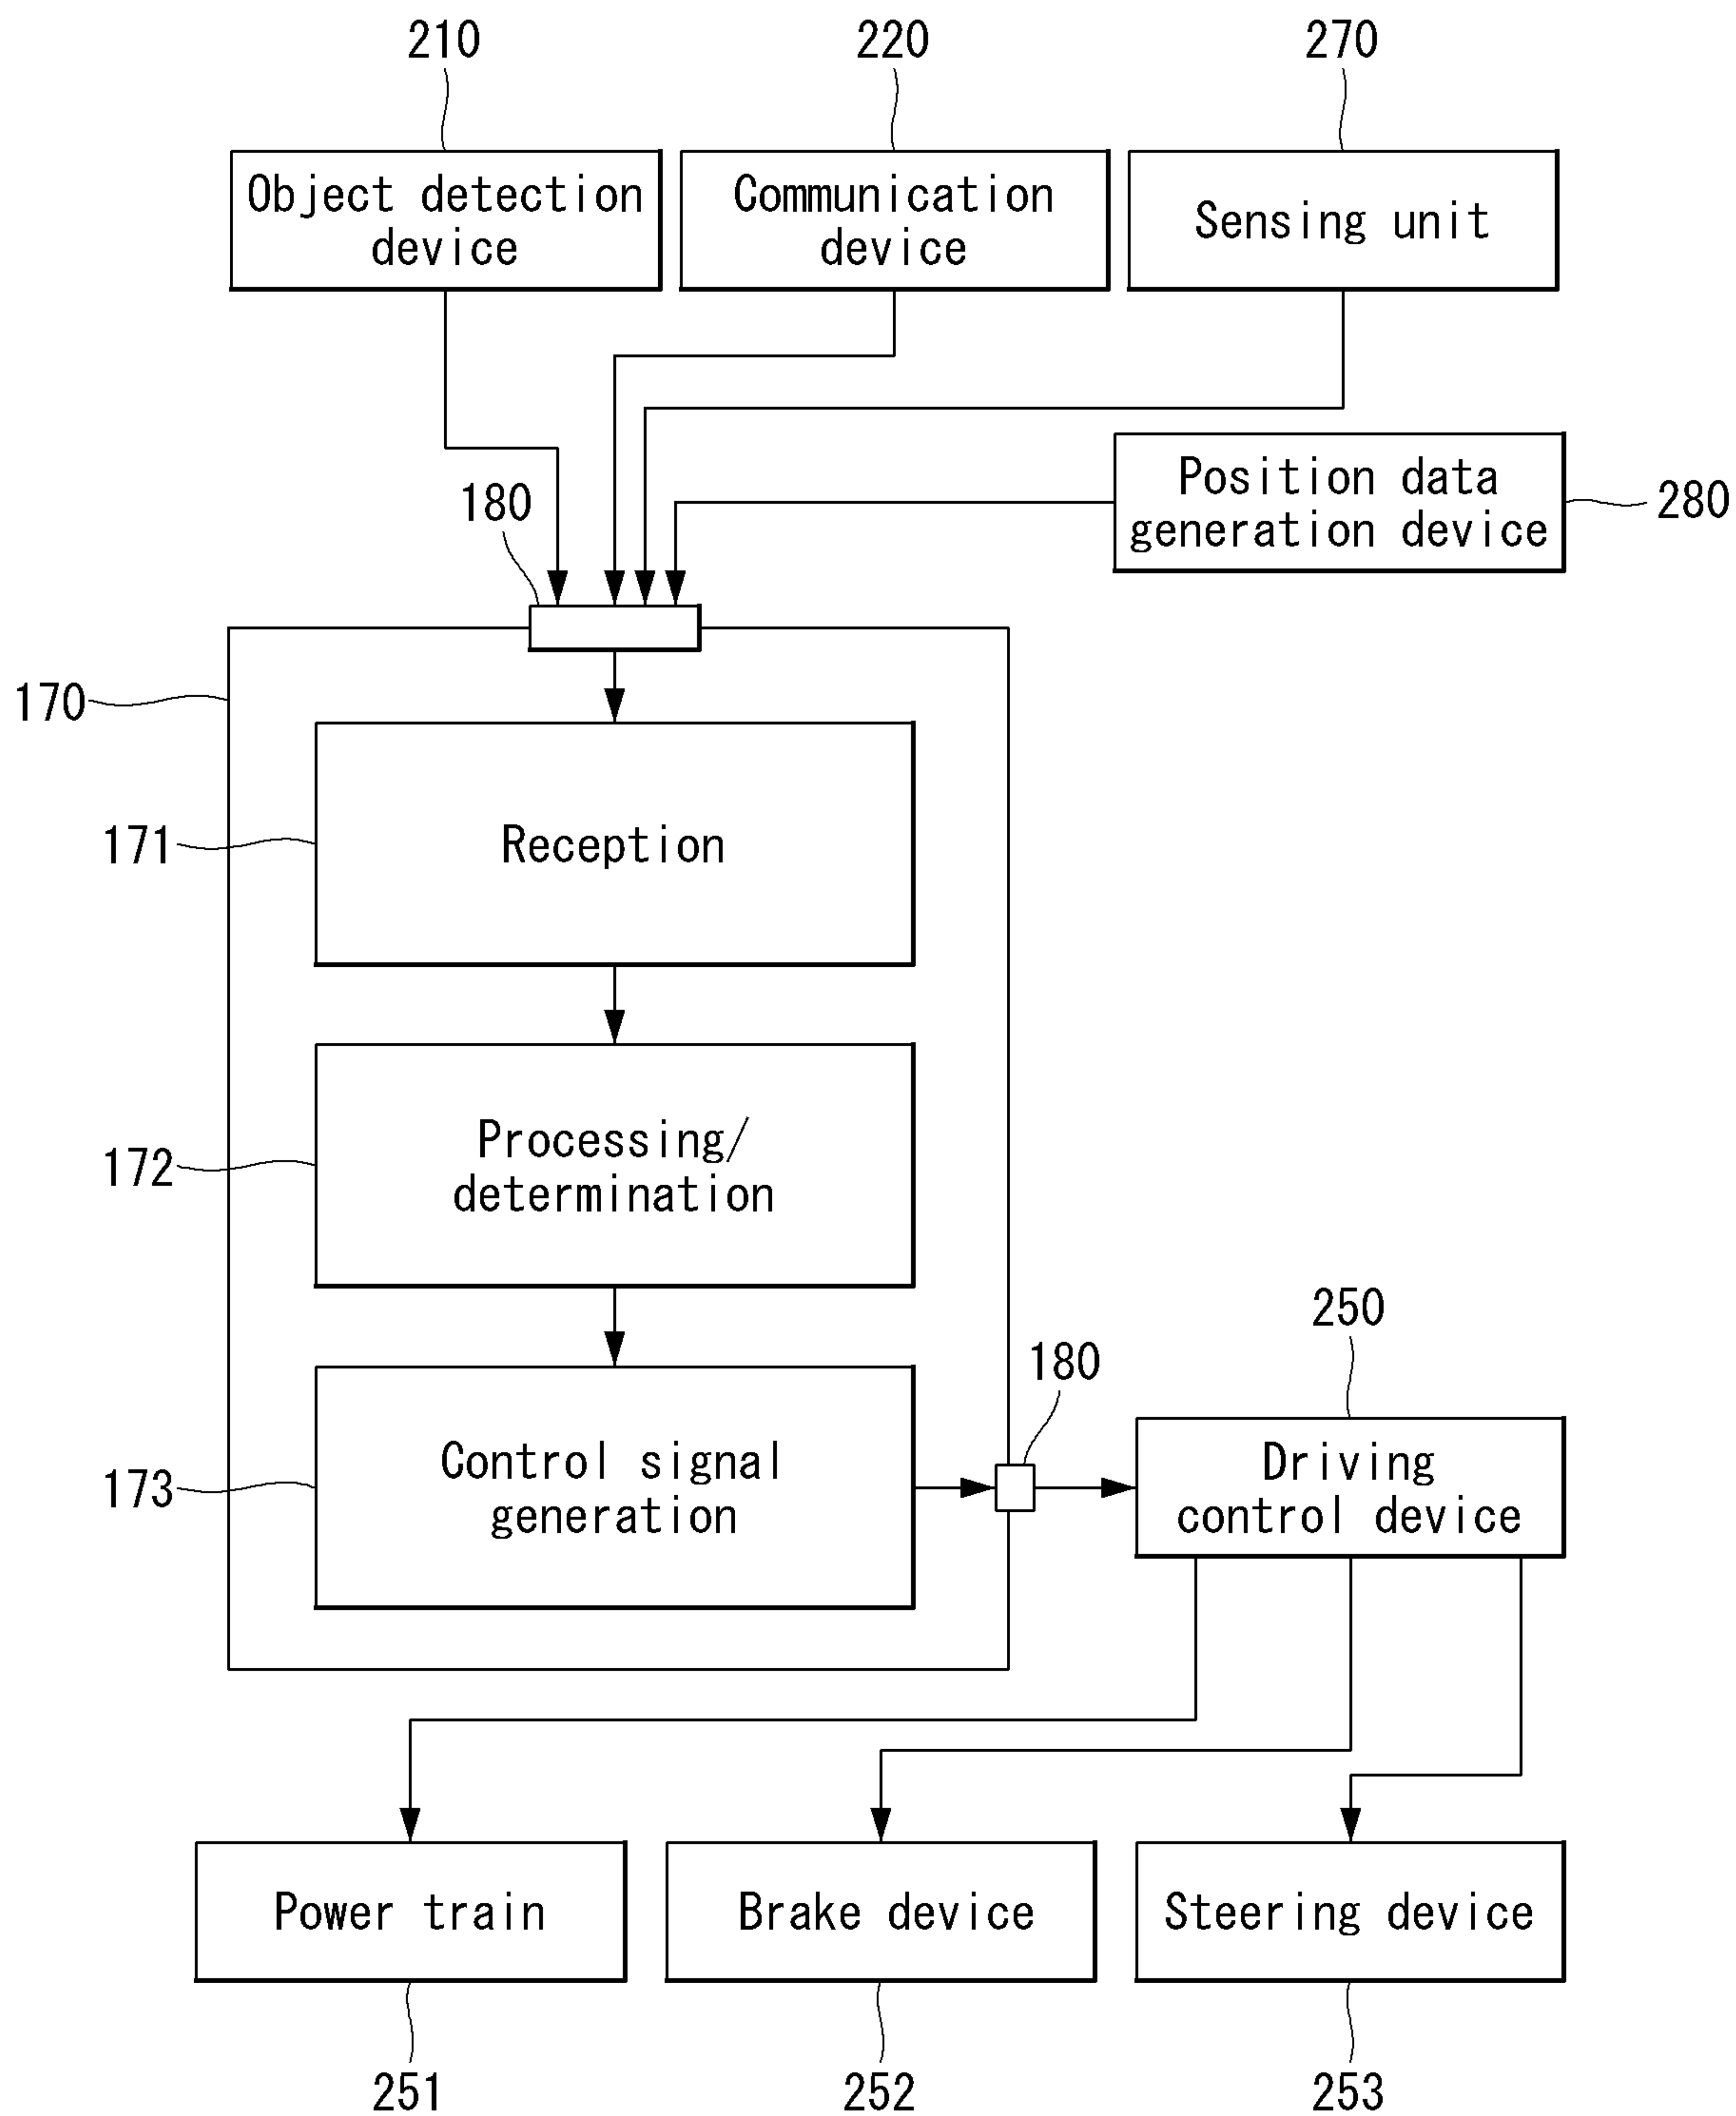 210
220
270
Object detection
device
Communication
device
Sensing unit
Position data
generation device
280
180
170
171
Reception
172
Processing/
determination
250
180
173
Control signal
generation
Driving
control device
Power train
Brake device
Steering device
251
252
253